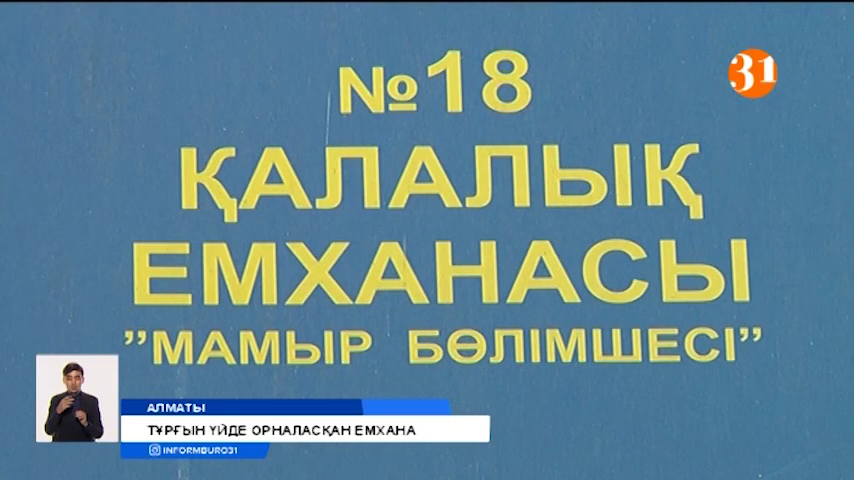 №18
31
ҚАЛАЛЫҚ
ЕМХАНАСЫ
”МАМЫР БӨЛІМШЕСІ”
АЛМАТЫ
ТҰРҒЫН ҮЙДЕ ОРНАЛАСҚАН ЕМХАНА
INFORMBURO31